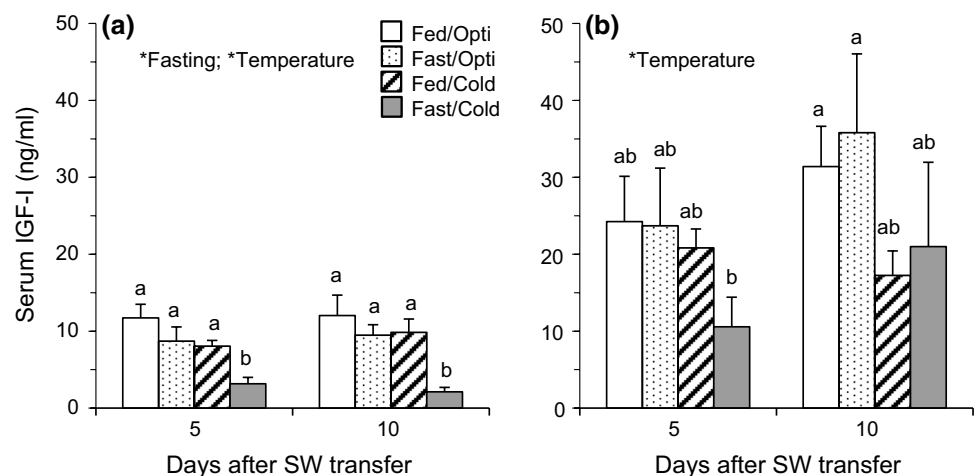 (a)
*Fasting; *Temperature
Fed/Opti
Fast/Opti
Fed/Cold
Fast/Cold
Serum IGF-I (ng/ml)
50
40
30
20
10
0
a
a
a
b
a
a
a
b
5
10
Days after SW transfer
(b)
*Temperature
50
40
30
20
10
0
ab
ab
ab
b
a
a
ab
ab
5
10
Days after SW transfer